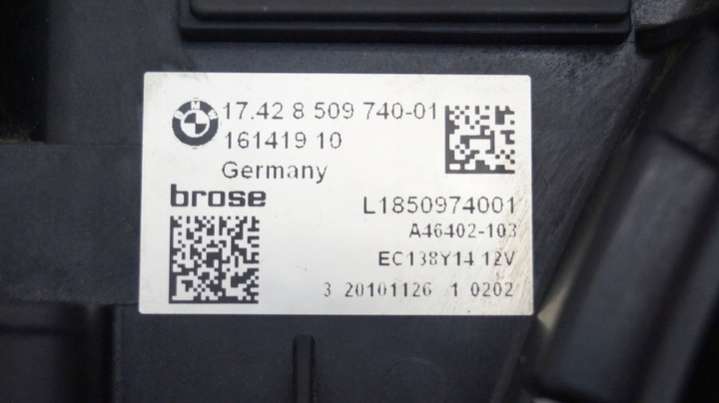 BMW
17.42 8 509 740-01
161419 10
Germany
brose
L1850974001
A46402-103
EC138Y14 12V
3 20101126 1 0202